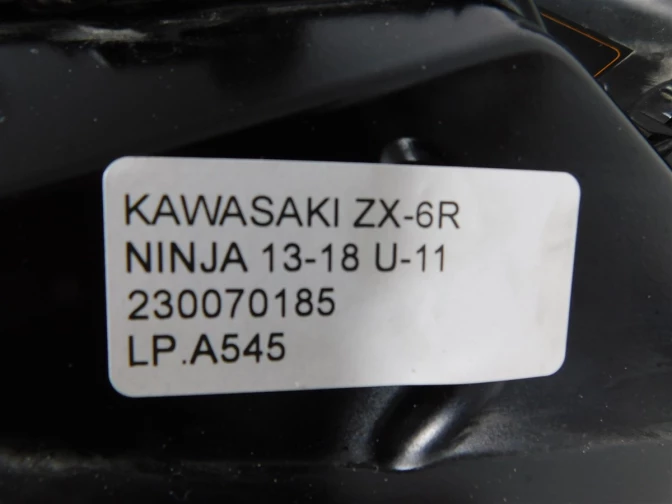 KAWASAKI ZX-6R
NINJA 13-18 U-11
230070185
LP.A545